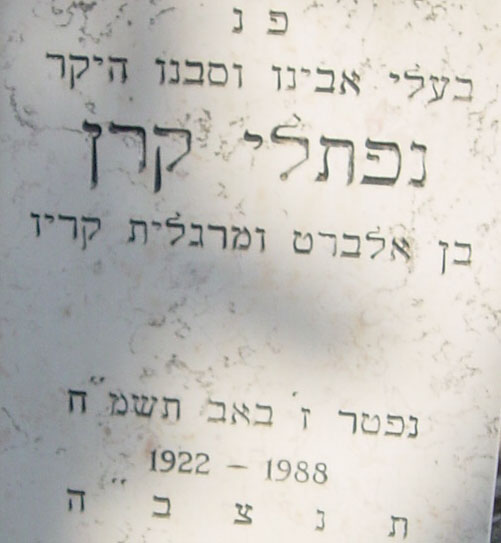 פ נ
בעלי אבינו וסבנו היקר
נפתלי קרן
בן אלברט ומרגלית קריו
נפטר ז' באב תשמ"ח
1922 – 1988
ת נ צ ב " ה